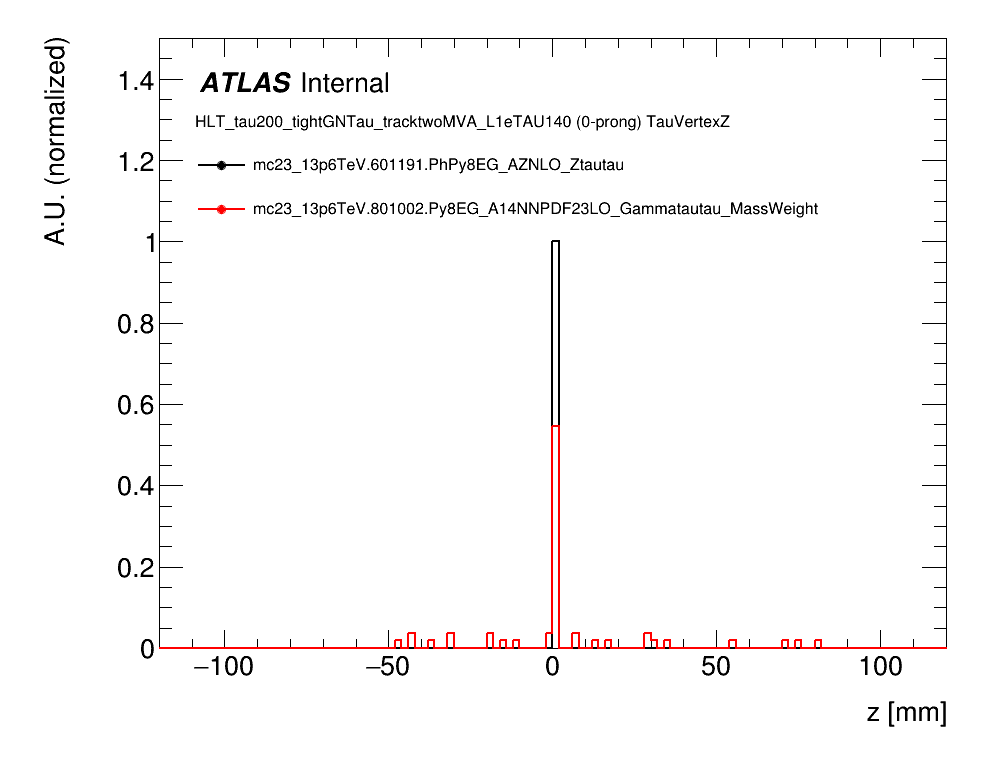 A.U. (normalized)
1.4
1.2
1
0.8
0.6
0.4
0.2
0
ATLAS Internal
HLT_tau200_tightGNTau_tracktwoMVA_L1eTAU140 (0-prong) TauVertexZ
mc23_13p6TeV.601191.PhPy8EG_AZNLO_Ztautau
mc23_13p6TeV.801002.Py8EG_A14NNPDF23LO_Gammatautau_MassWeight
−100 −50 0 50 100
z [mm]